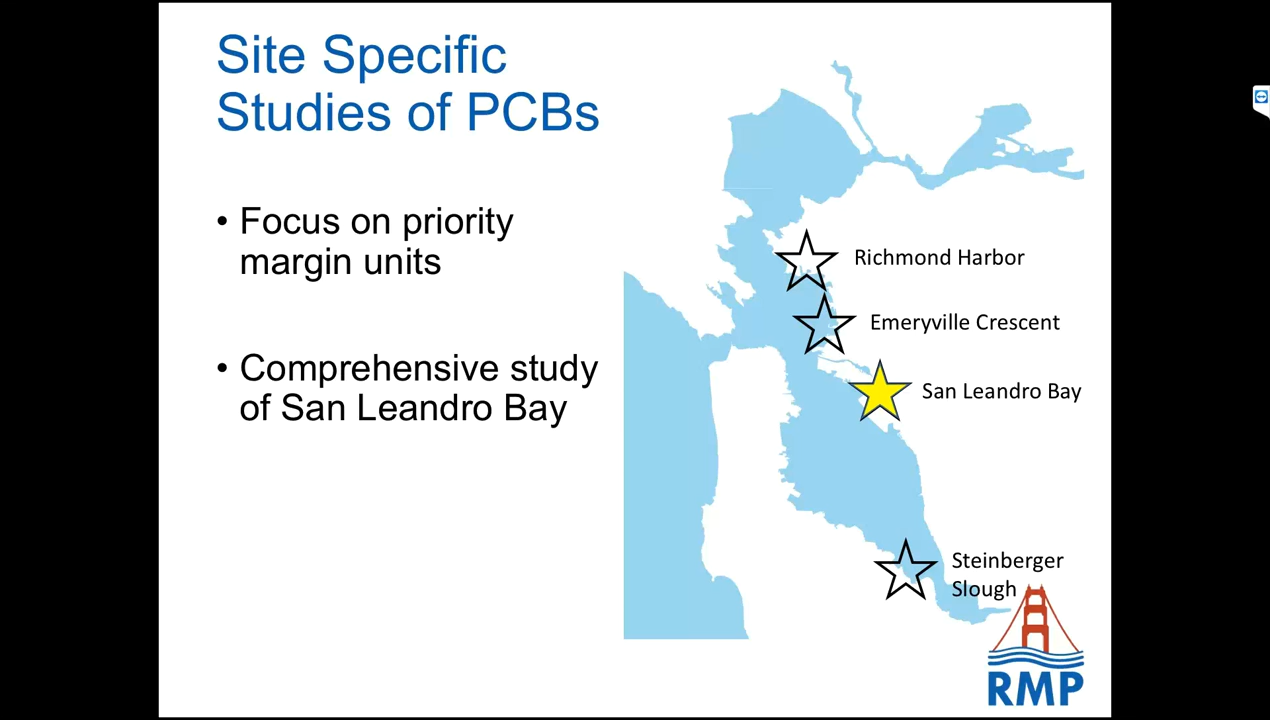 Site Specific
Studies of PCBs
• Focus on priority
margin units
• Comprehensive study
of San Leandro Bay
Richmond Harbor
Emeryville Crescent
San Leandro Bay
Steinberger
Slough
RMP